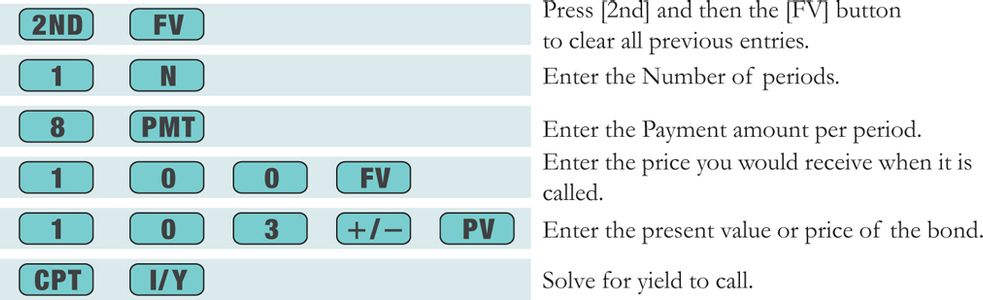 2ND FV
Press [2nd] and then the [FV] button
to clear all previous entries.
1 N
Enter the Number of periods.
8 PMT
Enter the Payment amount per period.
1 0 0 FV
Enter the price you would receive when it is
called.
1 0 3 +/− PV
Enter the present value or price of the bond.
CPT I/Y
Solve for yield to call.